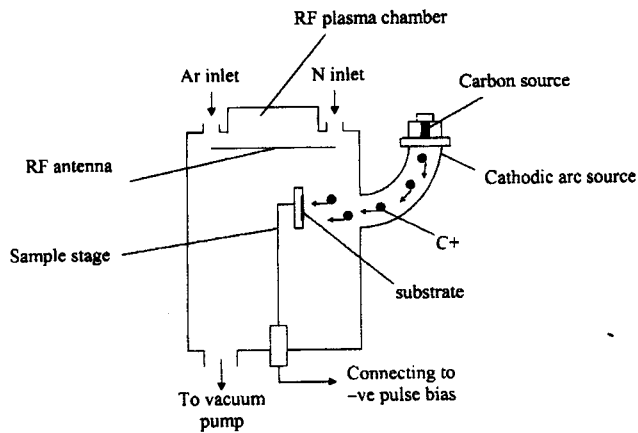 RF plasma chamber
Ar inlet
N inlet
Carbon source
RF antenna
Cathodic arc source
Sample stage
C+
substrate
To vacuum
pump
Connecting to
–ve pulse bias